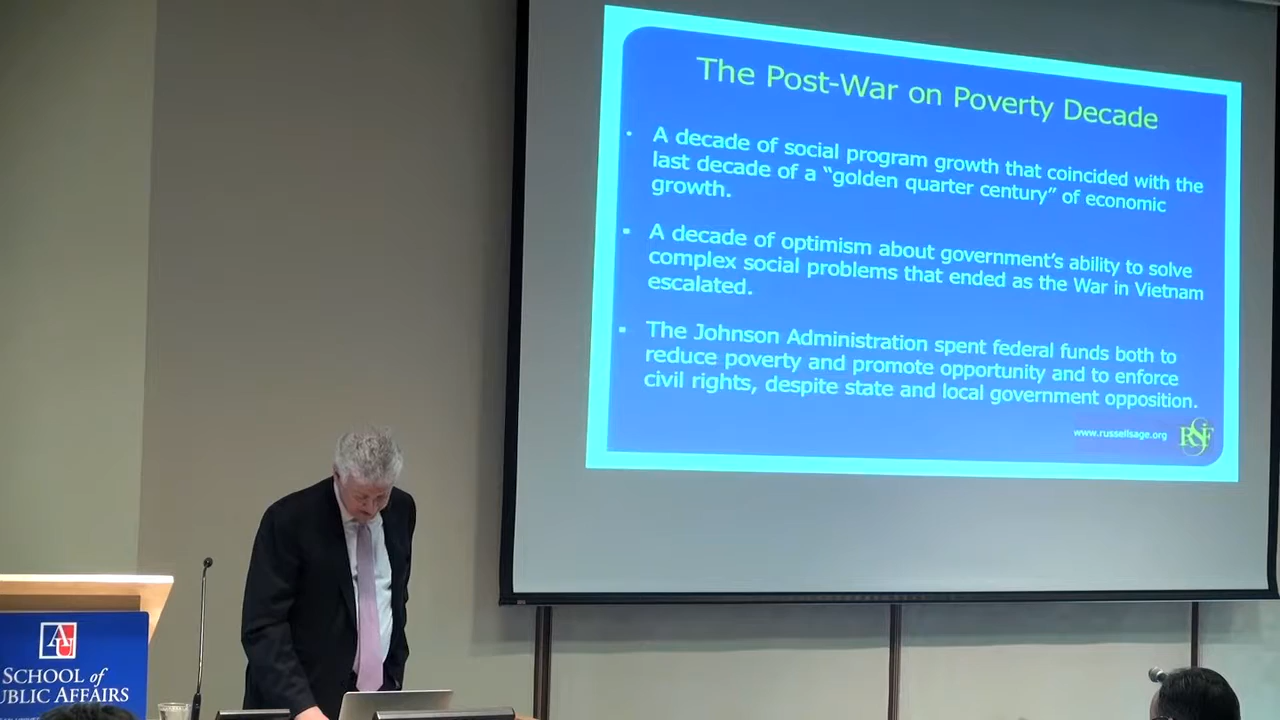 The Post-War on Poverty Decade
• A decade of social program growth that coincided with the
last decade of a “golden quarter century” of economic
growth.
▪ A decade of optimism about government’s ability to solve
complex social problems that ended as the War in Vietnam
escalated.
▪ The Johnson Administration spent federal funds both to
reduce poverty and promote opportunity and to enforce
civil rights, despite state and local government opposition.
www.russellsage.org
RSF
AU
SCHOOL of
UBLIC AFFAIRS